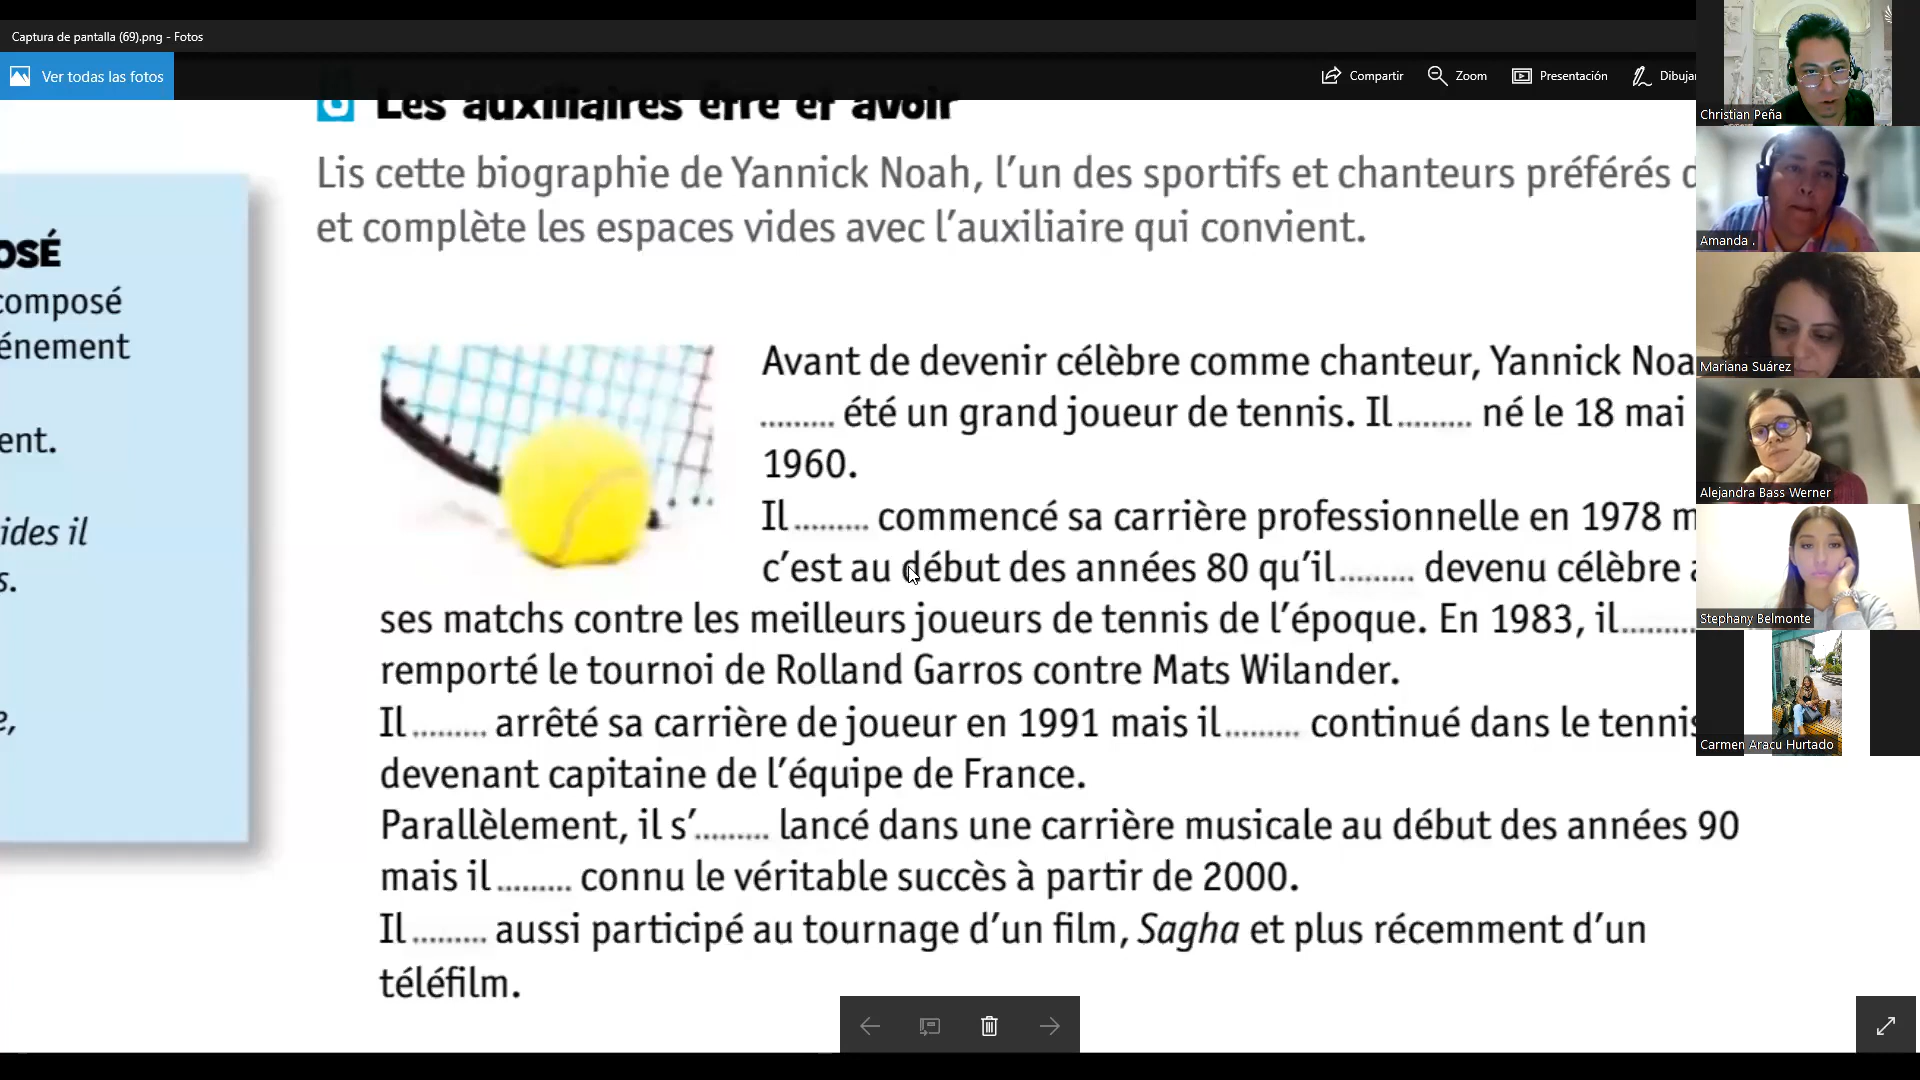 Captura de pantalla (69).png - Fotos
Ver todas las fotos
Compartir
Zoom
Presentación
Les auxiliaires être et avoir
Lis cette biographie de Yannick Noah, l'un des sportifs et chanteurs préférés
et complète les espaces vides avec l'auxiliaire qui convient.
OSÉ
composé
énement
ent.
ides il
s.
e,
Avant de devenir célèbre comme chanteur, Yannick Noa
......... été un grand joueur de tennis. Il ......... né le 18 mai
1960.
Il ......... commencé sa carrière professionnelle en 1978 m
c'est au début des années 80 qu'il ......... devenu célèbre
ses matchs contre les meilleurs joueurs de tennis de l'époque. En 1983, il .........
remporté le tournoi de Rolland Garros contre Mats Wilander.
Il ......... arrêté sa carrière de joueur en 1991 mais il ......... continué dans le tennis
devenant capitaine de l'équipe de France.
Parallèlement, il s'......... lancé dans une carrière musicale au début des années 90
mais il ......... connu le véritable succès à partir de 2000.
Il ......... aussi participé au tournage d'un film, Sagha et plus récemment d'un
téléfilm.
Christian Peña
Amanda .
Mariana Suárez
Alejandra Bass Werner
Stephany Belmonte
Carmen Aracu Hurtado